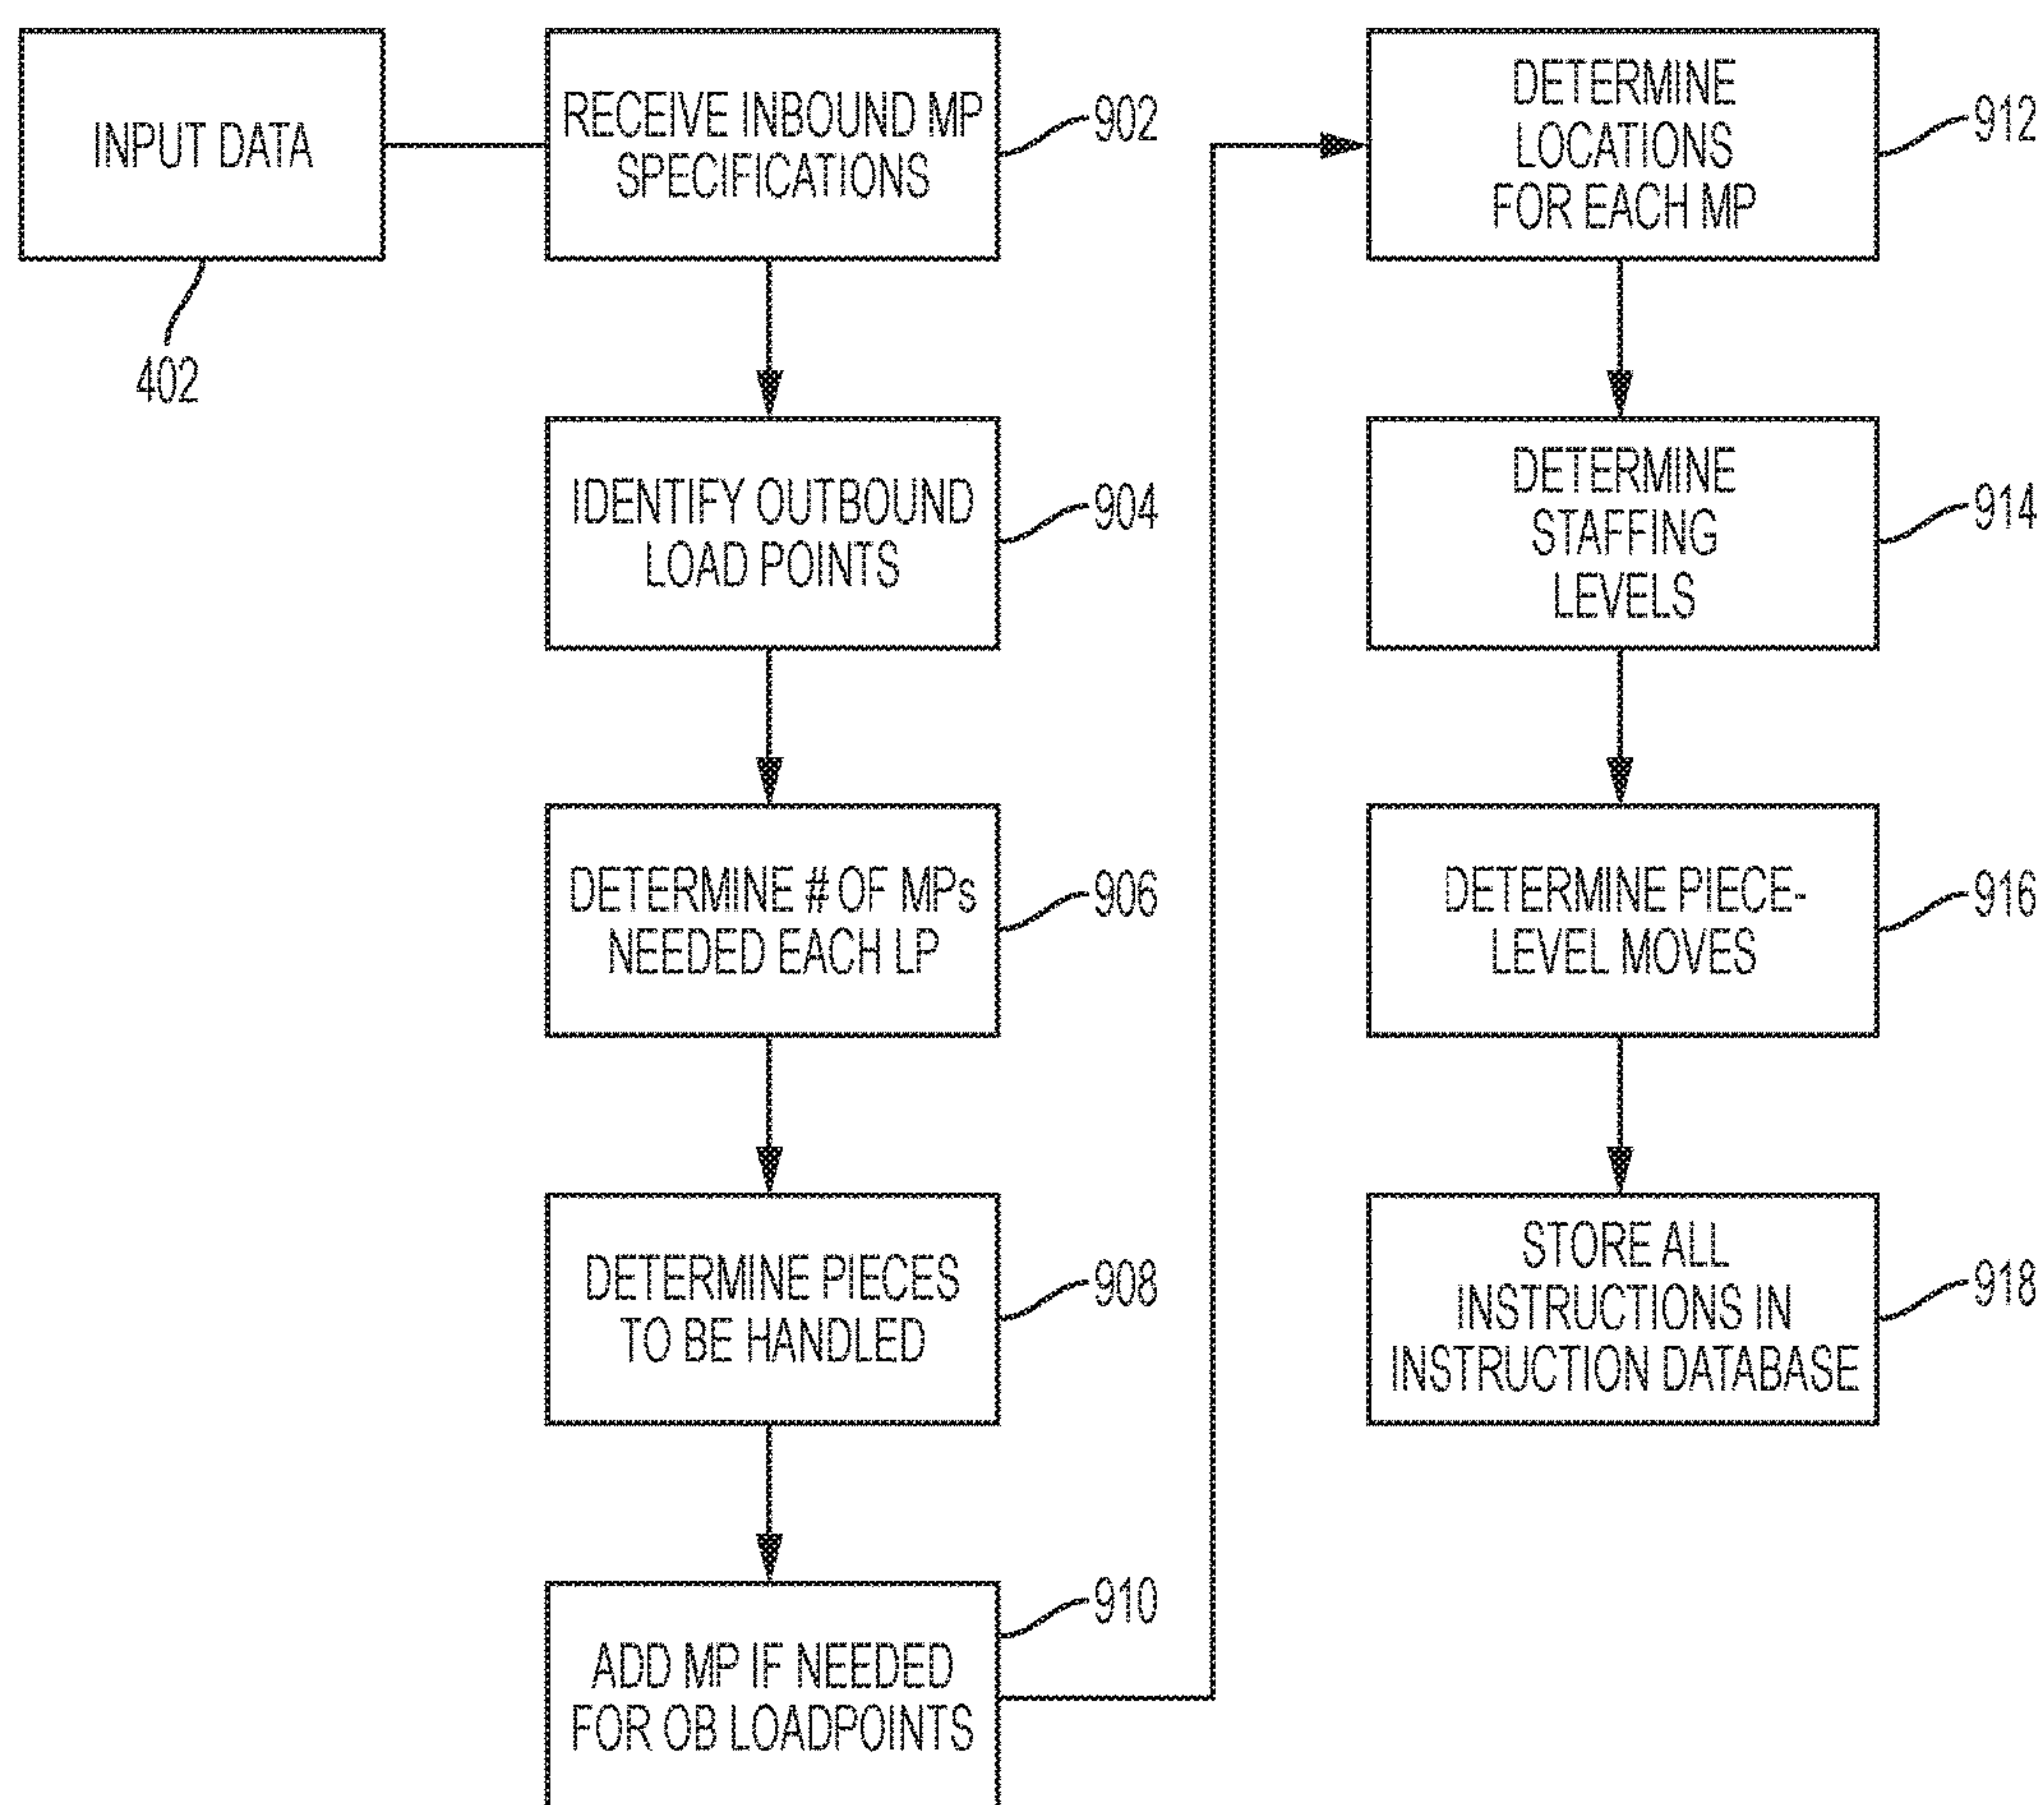 INPUT DATA
402
RECEIVE INBOUND MP
SPECIFICATIONS
902
IDENTIFY OUTBOUND
LOAD POINTS
904
DETERMINE # OF MPs
NEEDED EACH LP
906
DETERMINE PIECES
TO BE HANDLED
908
ADD MP IF NEEDED
FOR OB LOADPOINTS
910
DETERMINE
LOCATIONS
FOR EACH MP
912
DETERMINE
STAFFING
LEVELS
914
DETERMINE PIECE-
LEVEL MOVES
916
STORE ALL
INSTRUCTIONS IN
INSTRUCTION DATABASE
918